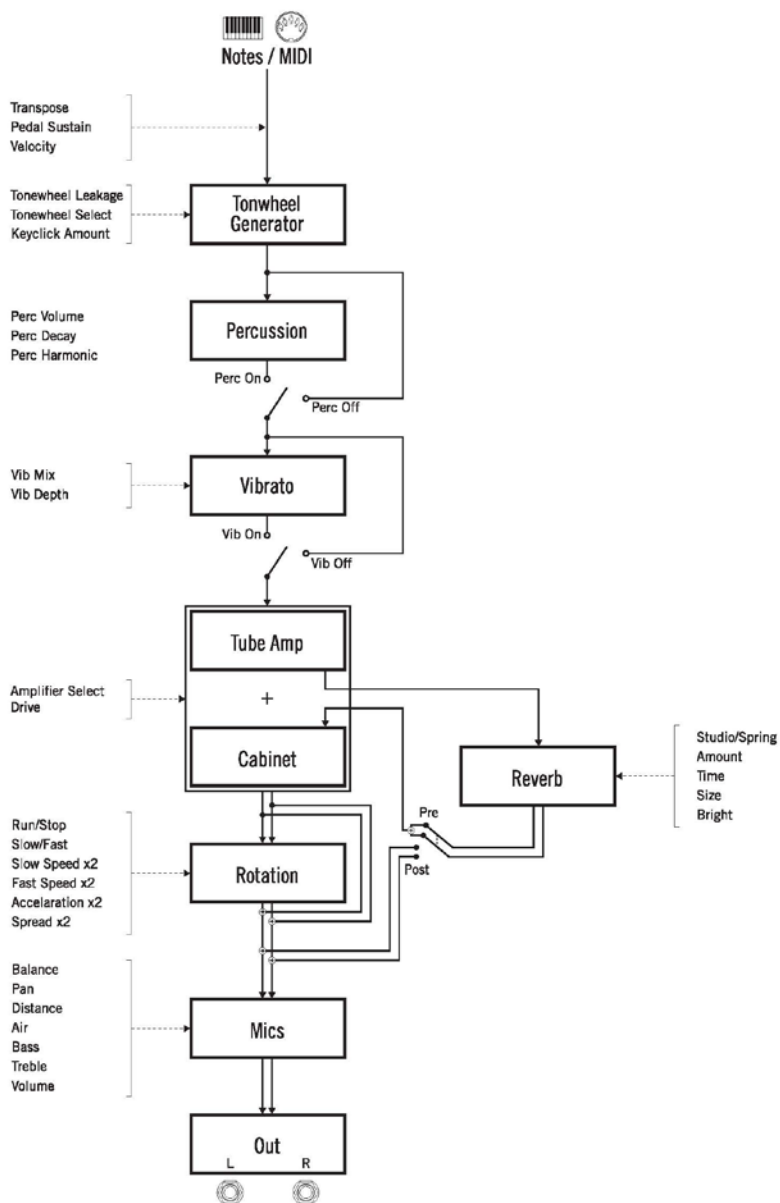 Notes / MIDI
Transpose
Pedal Sustain
Velocity
Tonewheel Leakage
Tonewheel Select
Keyclick Amount
Tonwheel
Generator
Perc Volume
Perc Decay
Perc Harmonic
Percussion
Perc On
Perc Off
Vib Mix
Vib Depth
Vibrato
Vib On
Vib Off
Tube Amp
Amplifier Select
Drive
+
Cabinet
Reverb
Studio/Spring
Amount
Time
Size
Bright
Pre
Post
Run/Stop
Slow/Fast
Slow Speed x2
Fast Speed x2
Accelaration x2
Spread x2
Rotation
Balance
Pan
Distance
Air
Bass
Treble
Volume
Mics
Out
L R